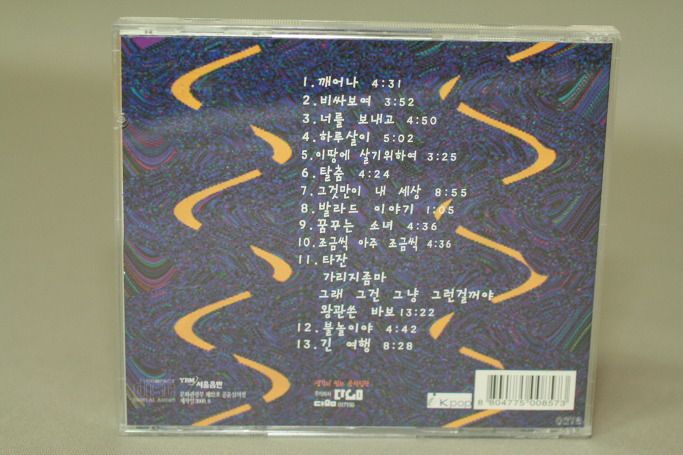 1. 깨어나 4:31
2. 비싸보여 3:52
3. 너를 보내고 4:50
4. 하루살이 5:02
5. 이땅에 살기위하여 3:25
6. 탈춤 4:24
7. 그것만이 내 세상 8:55
8. 발라드 이야기 1:05
9. 꿈꾸는 소녀 4:36
10. 조금씩 아주 조금씩 4:36
11. 타잔
가리지좀마
그래 그건 그냥 그런걸꺼야
왕관쓴 바보 13:22
12. 불놀이야 4:42
13. 긴 여행 8:28
YBM 서울음반
Kpop
8 804775 008573